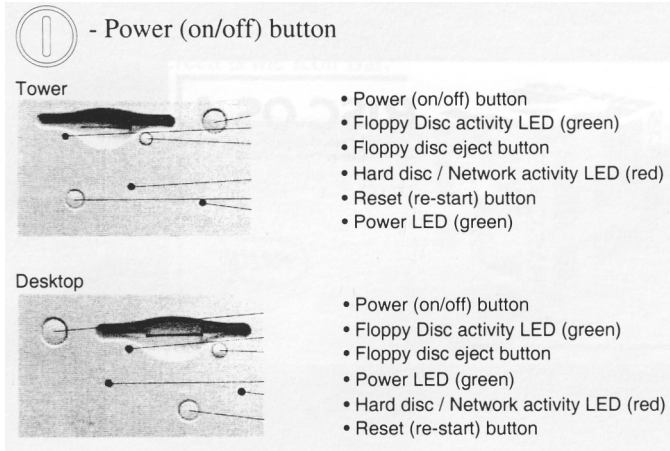 - Power (on/off) button
Tower
• Power (on/off) button
• Floppy Disc activity LED (green)
• Floppy disc eject button
• Hard disc / Network activity LED (red)
• Reset (re-start) button
• Power LED (green)
Desktop
• Power (on/off) button
• Floppy Disc activity LED (green)
• Floppy disc eject button
• Power LED (green)
• Hard disc / Network activity LED (red)
• Reset (re-start) button